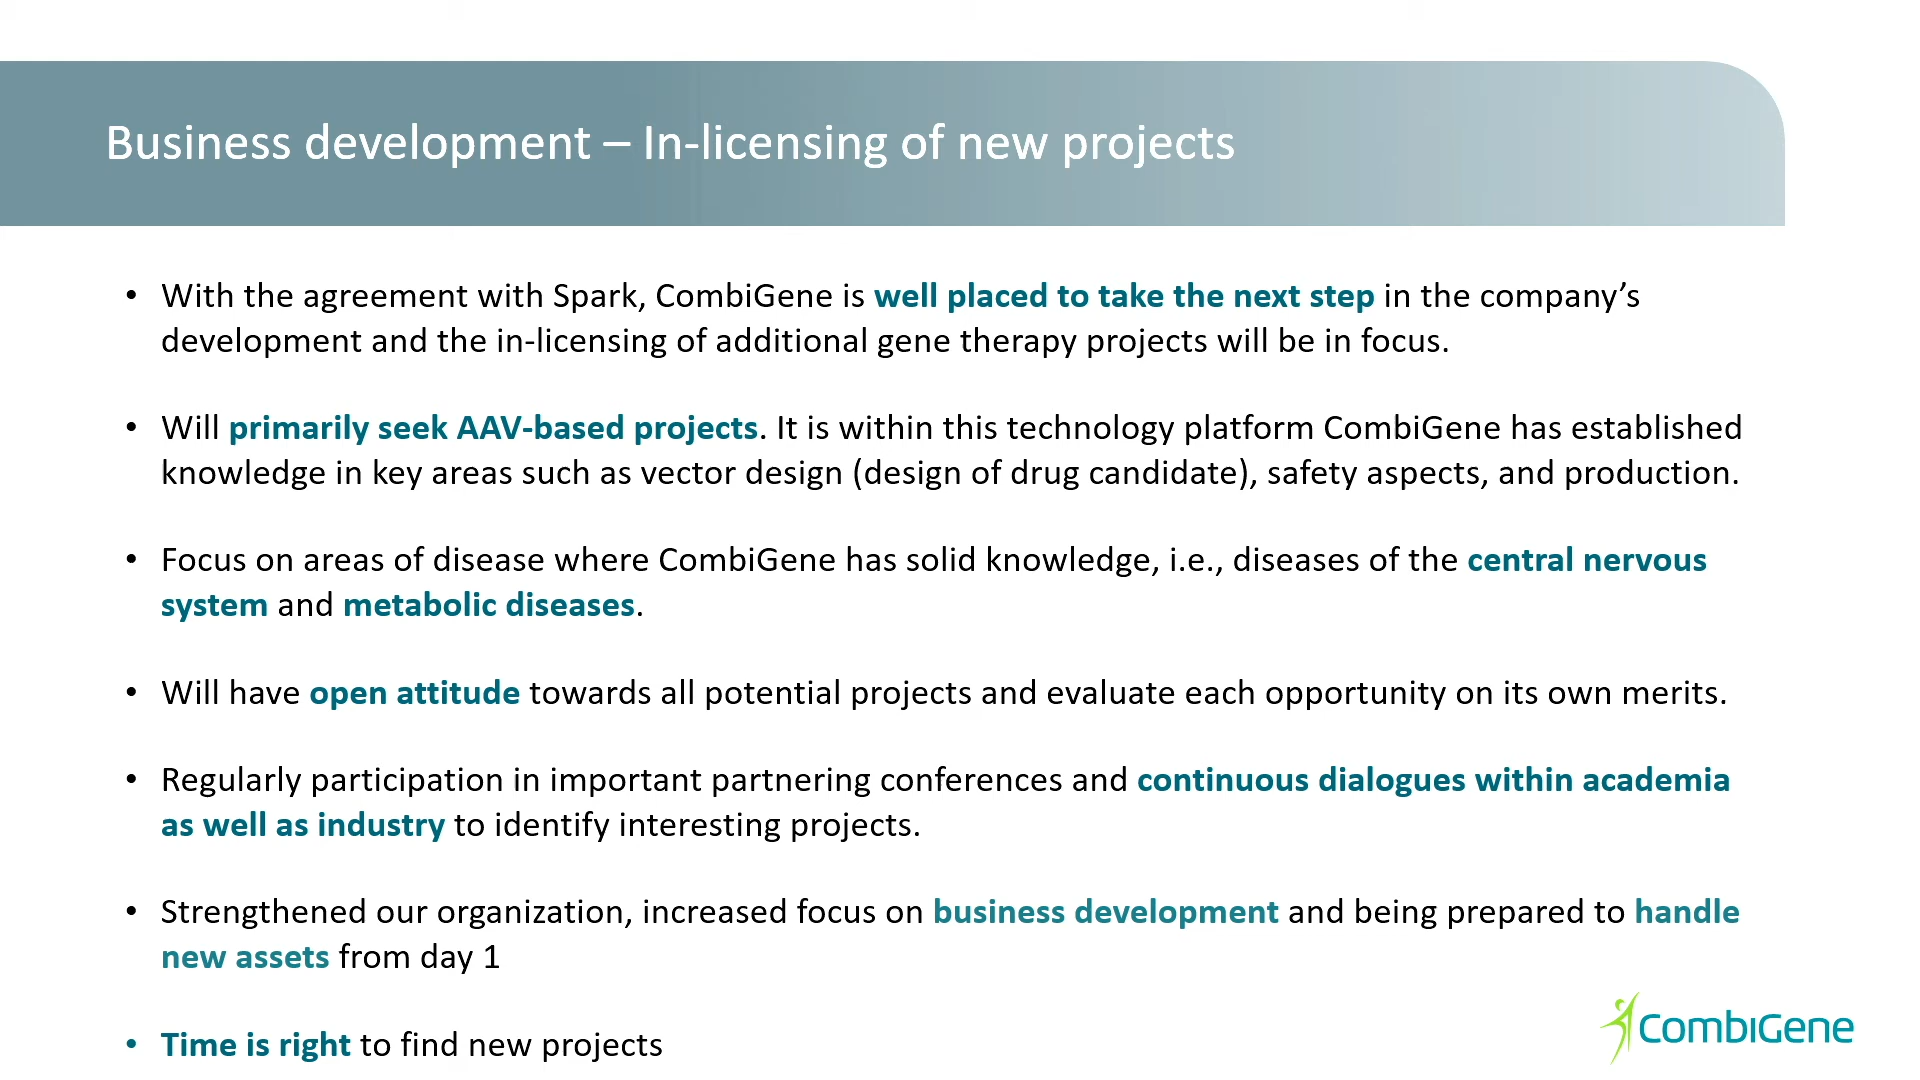 Business development – In-licensing of new projects
• With the agreement with Spark, CombiGene is well placed to take the next step in the company’s
development and the in-licensing of additional gene therapy projects will be in focus.
• Will primarily seek AAV-based projects. It is within this technology platform CombiGene has established
knowledge in key areas such as vector design (design of drug candidate), safety aspects, and production.
• Focus on areas of disease where CombiGene has solid knowledge, i.e., diseases of the central nervous
system and metabolic diseases.
• Will have open attitude towards all potential projects and evaluate each opportunity on its own merits.
• Regularly participation in important partnering conferences and continuous dialogues within academia
as well as industry to identify interesting projects.
• Strengthened our organization, increased focus on business development and being prepared to handle
new assets from day 1
• Time is right to find new projects
CombiGene